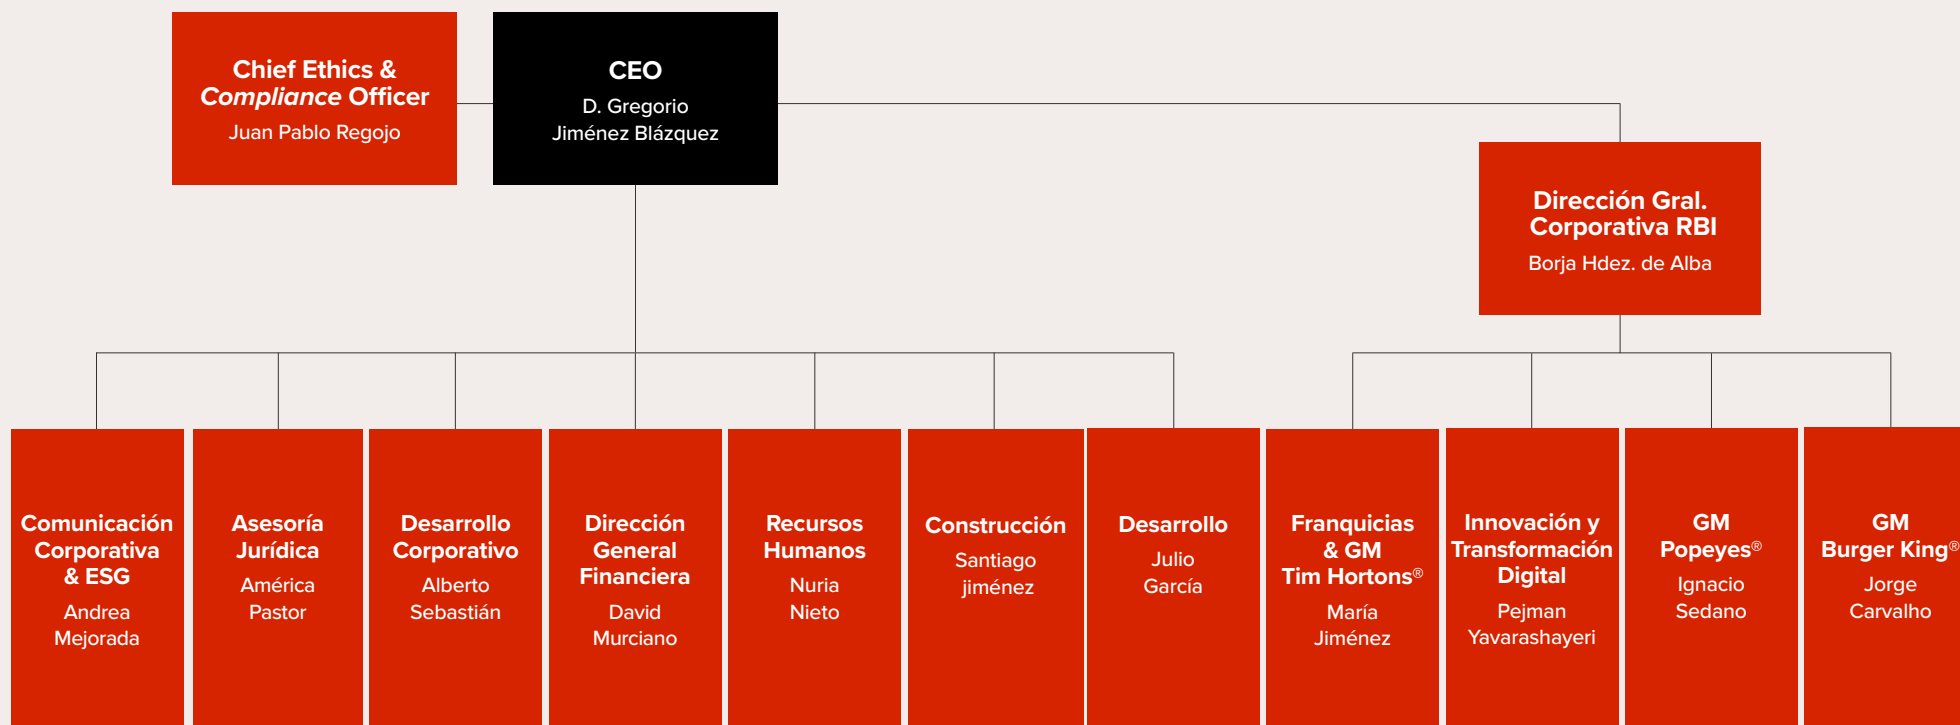 Chief Ethics &
Compliance Officer
Juan Pablo Regojo
CEO
D. Gregorio
Jiménez Blázquez
Dirección Gral.
Corporativa RBI
Borja Hdez. de Alba
Comunicación
Corporativa
& ESG
Andrea
Mejorada
Asesoría
Jurídica
América
Pastor
Desarrollo
Corporativo
Alberto
Sebastián
Dirección
General
Financiera
David
Murciano
Recursos
Humanos
Nuria
Nieto
Construcción
Santiago
jiménez
Desarrollo
Julio
García
Franquicias
& GM
Tim Hortons®
María
Jiménez
Innovación y
Transformación
Digital
Pejman
Yavarashayeri
GM
Popeyes®
Ignacio
Sedano
GM
Burger King®
Jorge
Carvalho